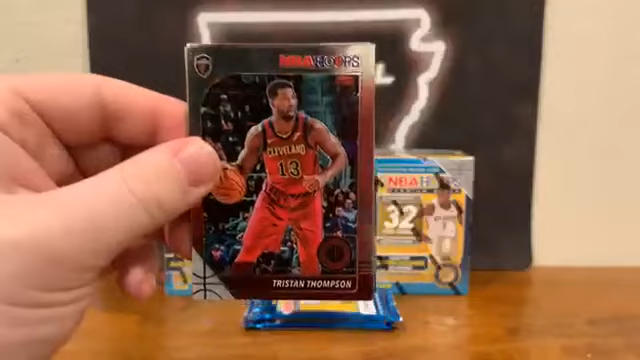 NBA HOOPS
CLEVELAND
13
TRISTAN THOMPSON
NBA H
32